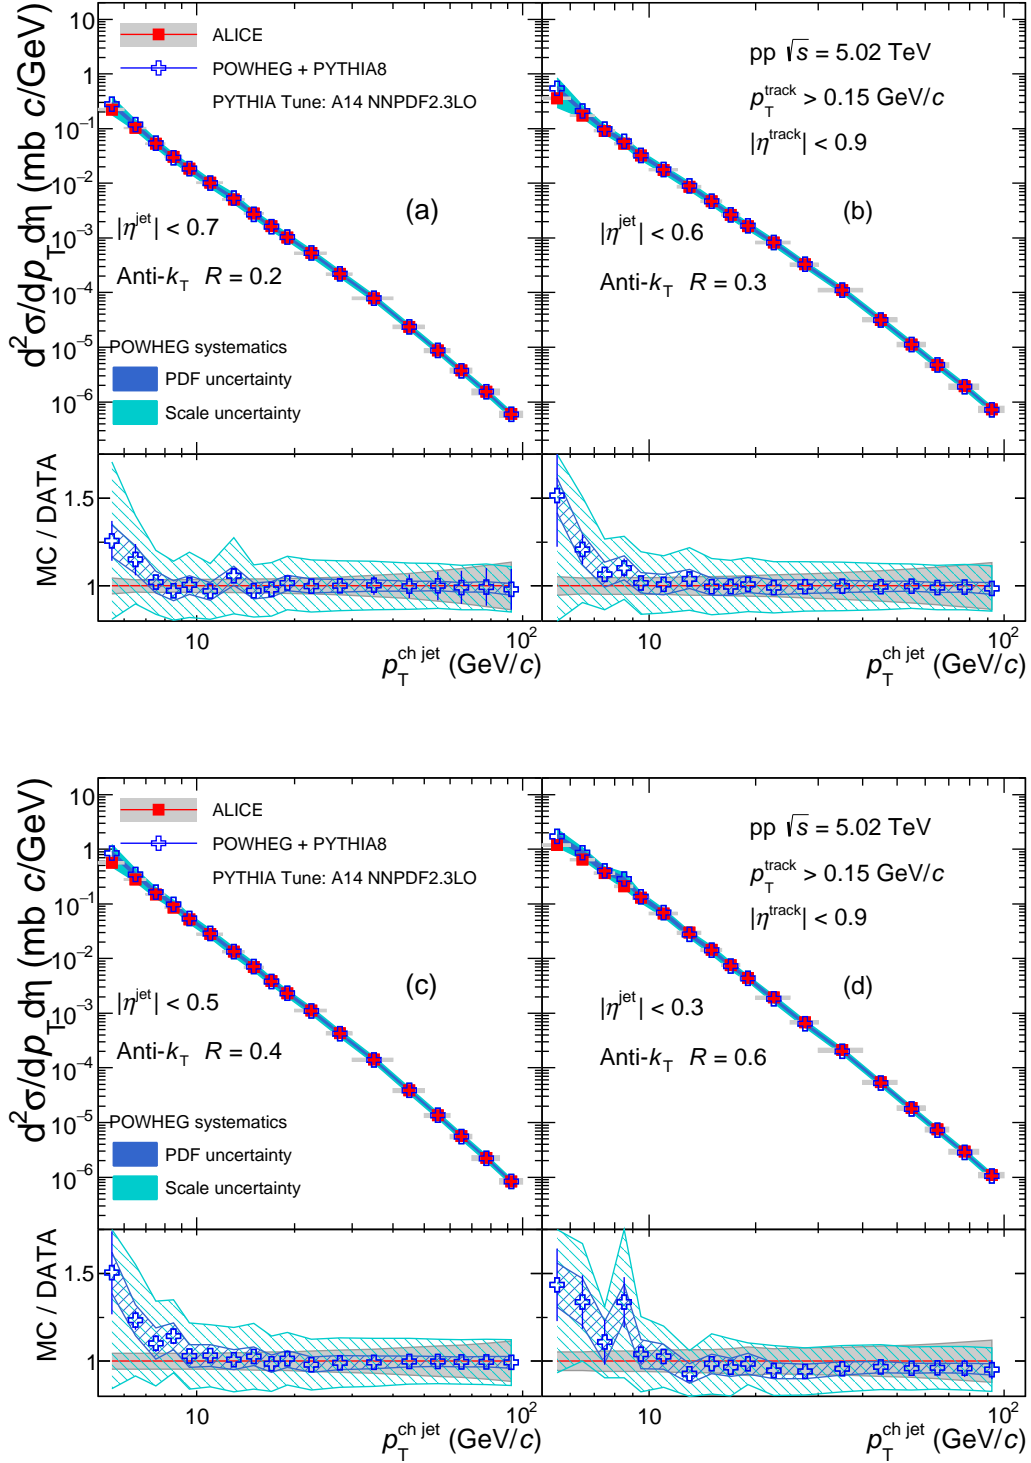 d²σ/dp_T dη (mb c/GeV)
10
1
10⁻¹
10⁻²
10⁻³
10⁻⁴
10⁻⁵
10⁻⁶
ALICE
POWHEG + PYTHIA8
PYTHIA Tune: A14 NNPDF2.3LO
(a)
|η^jet| < 0.7
Anti-k_T R = 0.2
POWHEG systematics
PDF uncertainty
Scale uncertainty
pp √s = 5.02 TeV
p_T^track > 0.15 GeV/c
|η^track| < 0.9
(b)
|η^jet| < 0.6
Anti-k_T R = 0.3
MC / DATA
1.5
1
10
10²
10
10²
p_T^ch jet (GeV/c)
p_T^ch jet (GeV/c)
d²σ/dp_T dη (mb c/GeV)
10
1
10⁻¹
10⁻²
10⁻³
10⁻⁴
10⁻⁵
10⁻⁶
ALICE
POWHEG + PYTHIA8
PYTHIA Tune: A14 NNPDF2.3LO
(c)
|η^jet| < 0.5
Anti-k_T R = 0.4
POWHEG systematics
PDF uncertainty
Scale uncertainty
pp √s = 5.02 TeV
p_T^track > 0.15 GeV/c
|η^track| < 0.9
(d)
|η^jet| < 0.3
Anti-k_T R = 0.6
MC / DATA
1.5
1
10
10²
10
10²
p_T^ch jet (GeV/c)
p_T^ch jet (GeV/c)